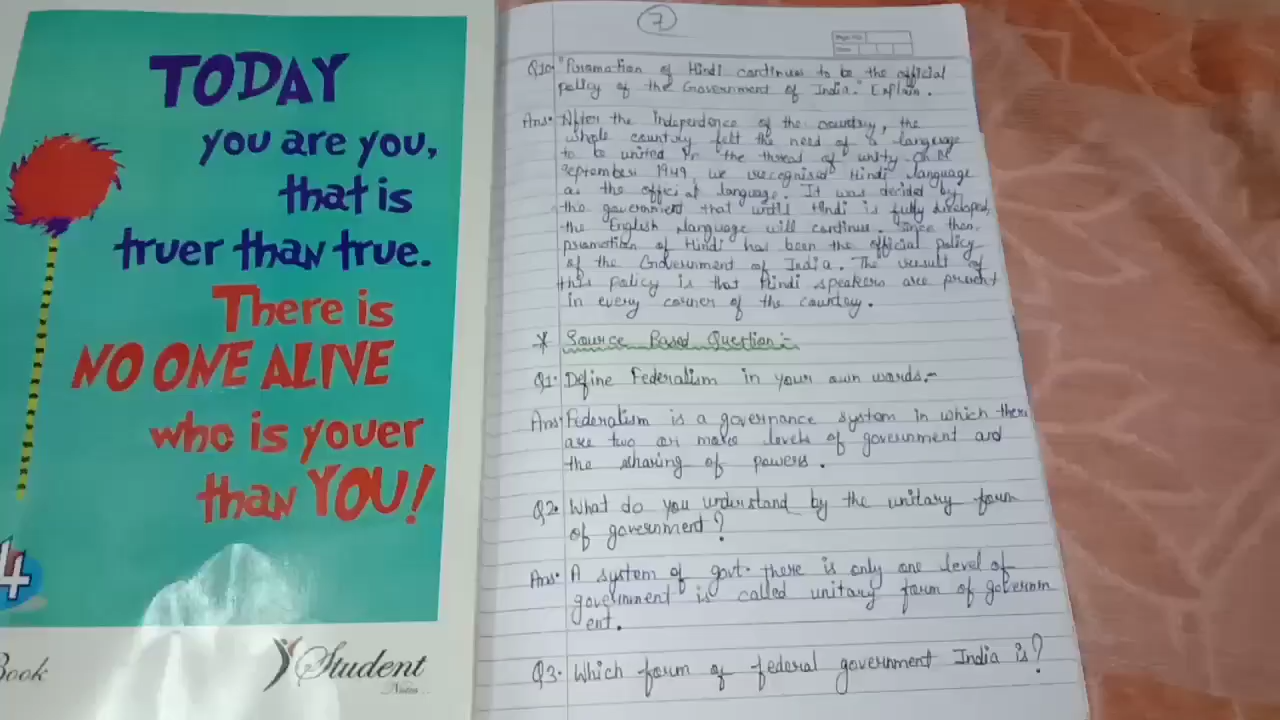 TODAY
you are you,
that is
truer than true.
There is
NO ONE ALIVE
who is youer
than YOU!
4
Book
Student
Notes
7
Page No.
Date
Q10. "Promotion of Hindi continues to be the official
policy of the Government of India." Explain.
Ans: After the Independence of the country, the
whole country felt the need of a language
to be united in the thread of unity on
September 1949, we recognised Hindi language
as the official language. It was decided by
the government that until Hindi is fully developed,
the English language will continue. Since then,
promotion of Hindi has been the official policy
of the Government of India. The result of
this policy is that Hindi speakers are present
in every corner of the country.
* Source Based Question :-
Q1. Define Federalism in your own words.-
Ans: Federalism is a governance system in which there
are two or more levels of government and
the sharing of powers.
Q2. What do you understand by the unitary form
of government?
Ans: A system of govt. there is only one level of
government is called unitary form of governm
ent.
Q3. Which form of federal government India is?